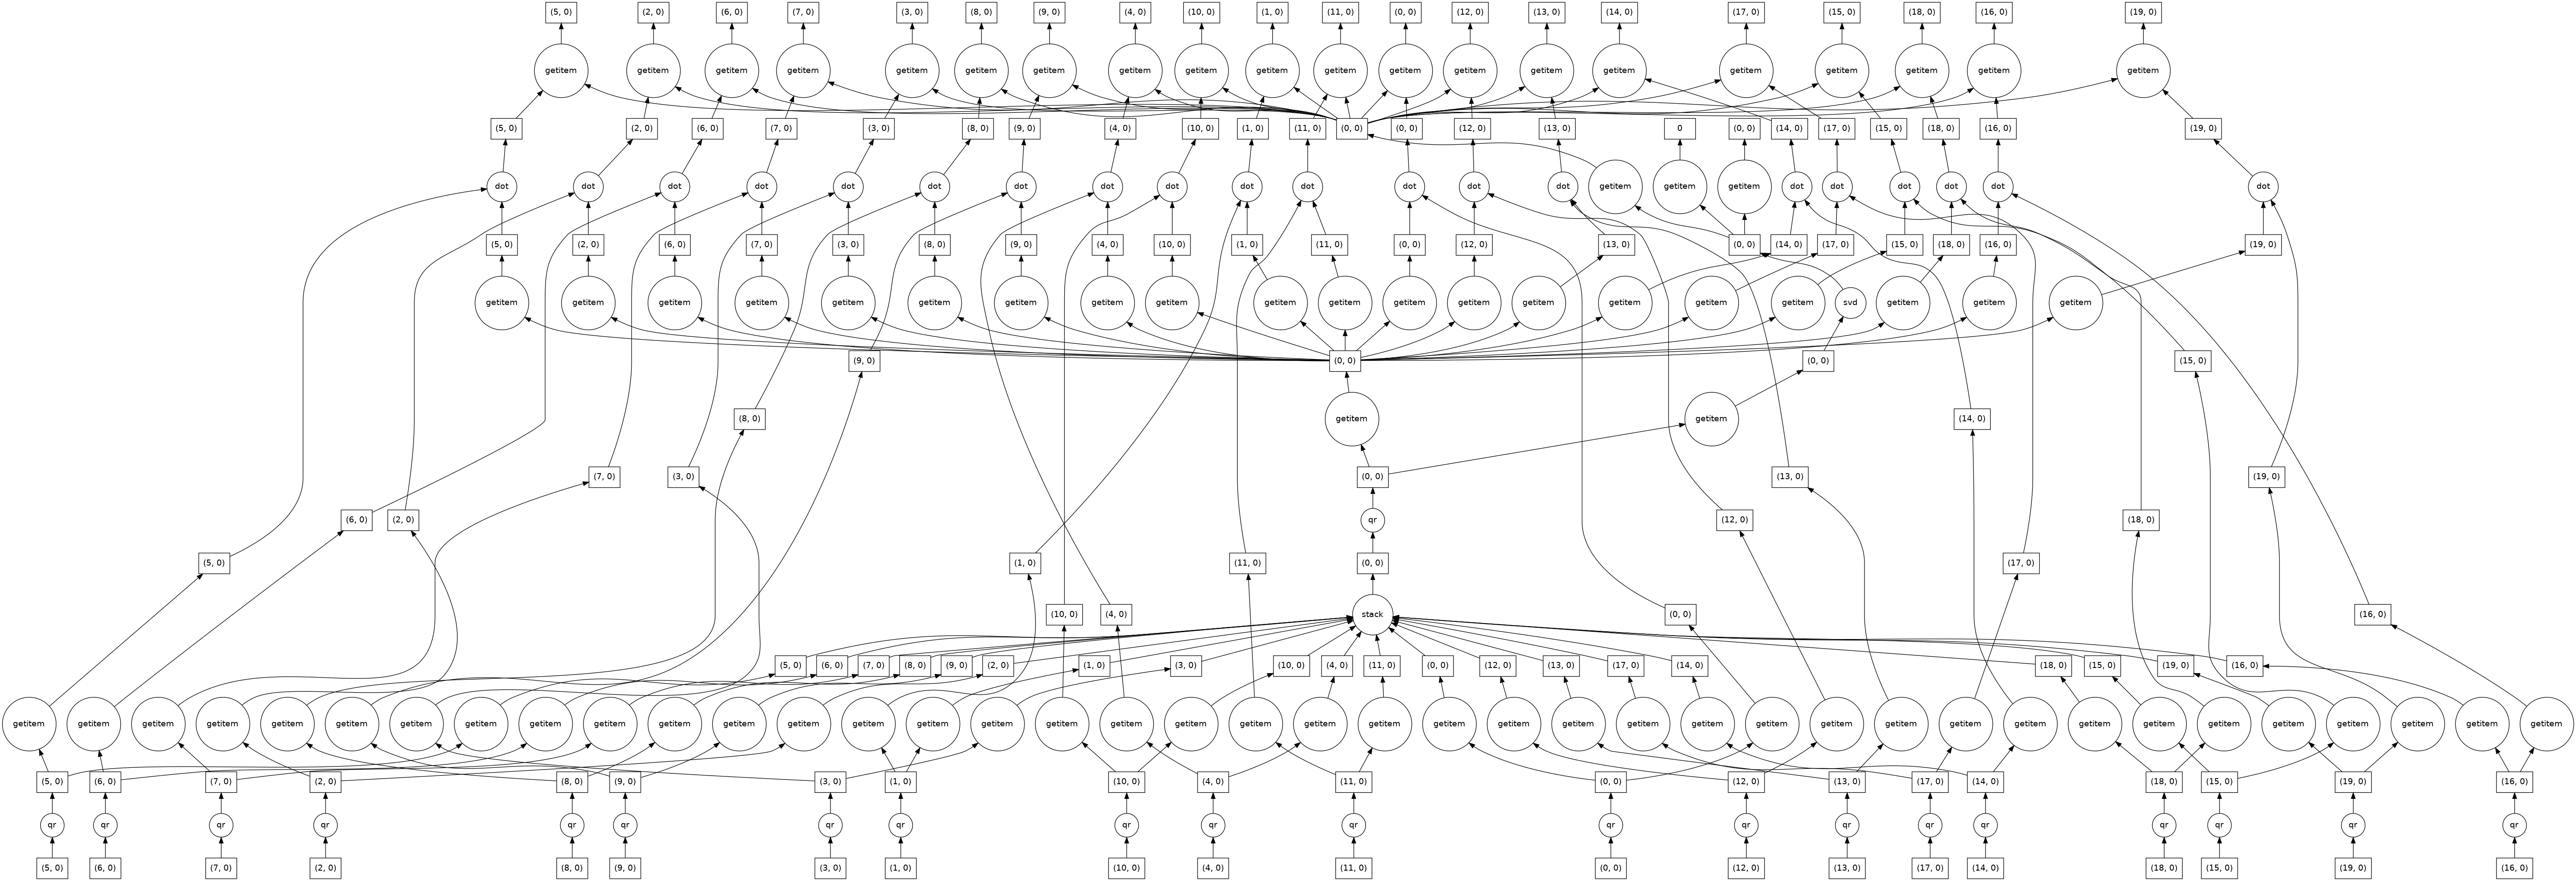 (5, 0) (2, 0) (6, 0) (7, 0) (3, 0) (8, 0) (9, 0) (4, 0) (10, 0) (1, 0) (11, 0) (0, 0) (12, 0) (13, 0) (14, 0) (17, 0) (15, 0) (18, 0) (16, 0) (19, 0)
getitem getitem getitem getitem getitem getitem getitem getitem getitem getitem getitem getitem getitem getitem getitem getitem getitem getitem getitem getitem
(5, 0) (2, 0) (6, 0) (7, 0) (3, 0) (8, 0) (9, 0) (4, 0) (10, 0) (1, 0) (11, 0) (0, 0) (0, 0) (12, 0) (13, 0) 0 (0, 0) (14, 0) (17, 0) (15, 0) (18, 0) (16, 0) (19, 0)
dot dot dot dot dot dot dot dot dot dot dot dot dot dot getitem getitem getitem dot dot dot dot dot dot
(5, 0) (2, 0) (6, 0) (7, 0) (3, 0) (8, 0) (9, 0) (4, 0) (10, 0) (1, 0) (11, 0) (0, 0) (12, 0) (13, 0) (0, 0) (14, 0) (17, 0) (15, 0) (18, 0) (16, 0) (19, 0)
getitem getitem getitem getitem getitem getitem getitem getitem getitem getitem getitem getitem getitem getitem getitem getitem getitem getitem svd getitem getitem
(9, 0) (0, 0) (0, 0) (15, 0)
(8, 0) getitem getitem (14, 0)
(7, 0) (3, 0) (0, 0) (13, 0) (19, 0)
(6, 0) (2, 0) qr (12, 0) (18, 0)
(5, 0) (1, 0) (11, 0) (0, 0) (17, 0)
(10, 0) (4, 0) stack (0, 0) (16, 0)
(5, 0) (6, 0) (7, 0) (8, 0) (9, 0) (2, 0) (1, 0) (3, 0) (10, 0) (4, 0) (11, 0) (0, 0) (12, 0) (13, 0) (17, 0) (14, 0) (18, 0) (15, 0) (19, 0) (16, 0)
getitem getitem getitem getitem getitem getitem getitem getitem getitem getitem getitem getitem getitem getitem getitem getitem getitem getitem getitem getitem getitem getitem getitem getitem getitem getitem getitem getitem getitem getitem getitem getitem getitem getitem getitem getitem getitem getitem getitem getitem
(5, 0) (6, 0) (7, 0) (2, 0) (8, 0) (9, 0) (3, 0) (1, 0) (10, 0) (4, 0) (11, 0) (0, 0) (12, 0) (13, 0) (17, 0) (14, 0) (18, 0) (15, 0) (19, 0) (16, 0)
qr qr qr qr qr qr qr qr qr qr qr qr qr qr qr qr qr qr qr qr
(5, 0) (6, 0) (7, 0) (2, 0) (8, 0) (9, 0) (3, 0) (1, 0) (10, 0) (4, 0) (11, 0) (0, 0) (12, 0) (13, 0) (17, 0) (14, 0) (18, 0) (15, 0) (19, 0) (16, 0)